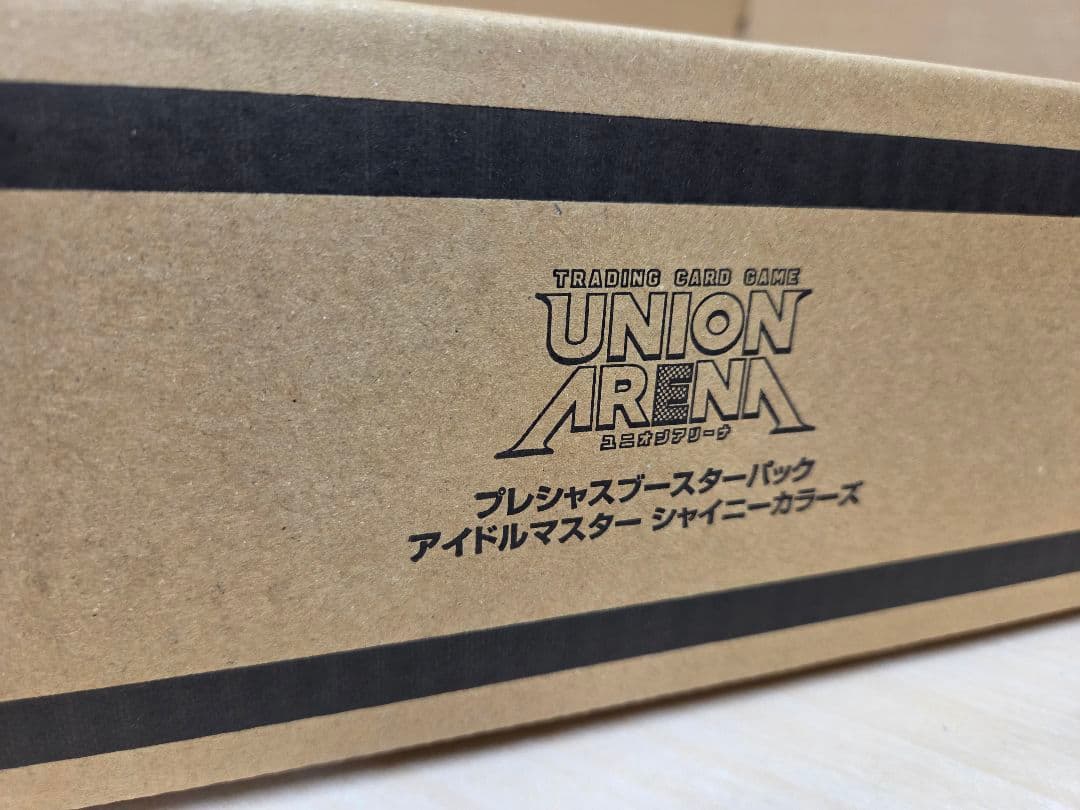 TRADING CARD GAME
UNION
ARENA
ユニオンアリーナ
プレシャスブースターパック
アイドルマスター シャイニーカラーズ